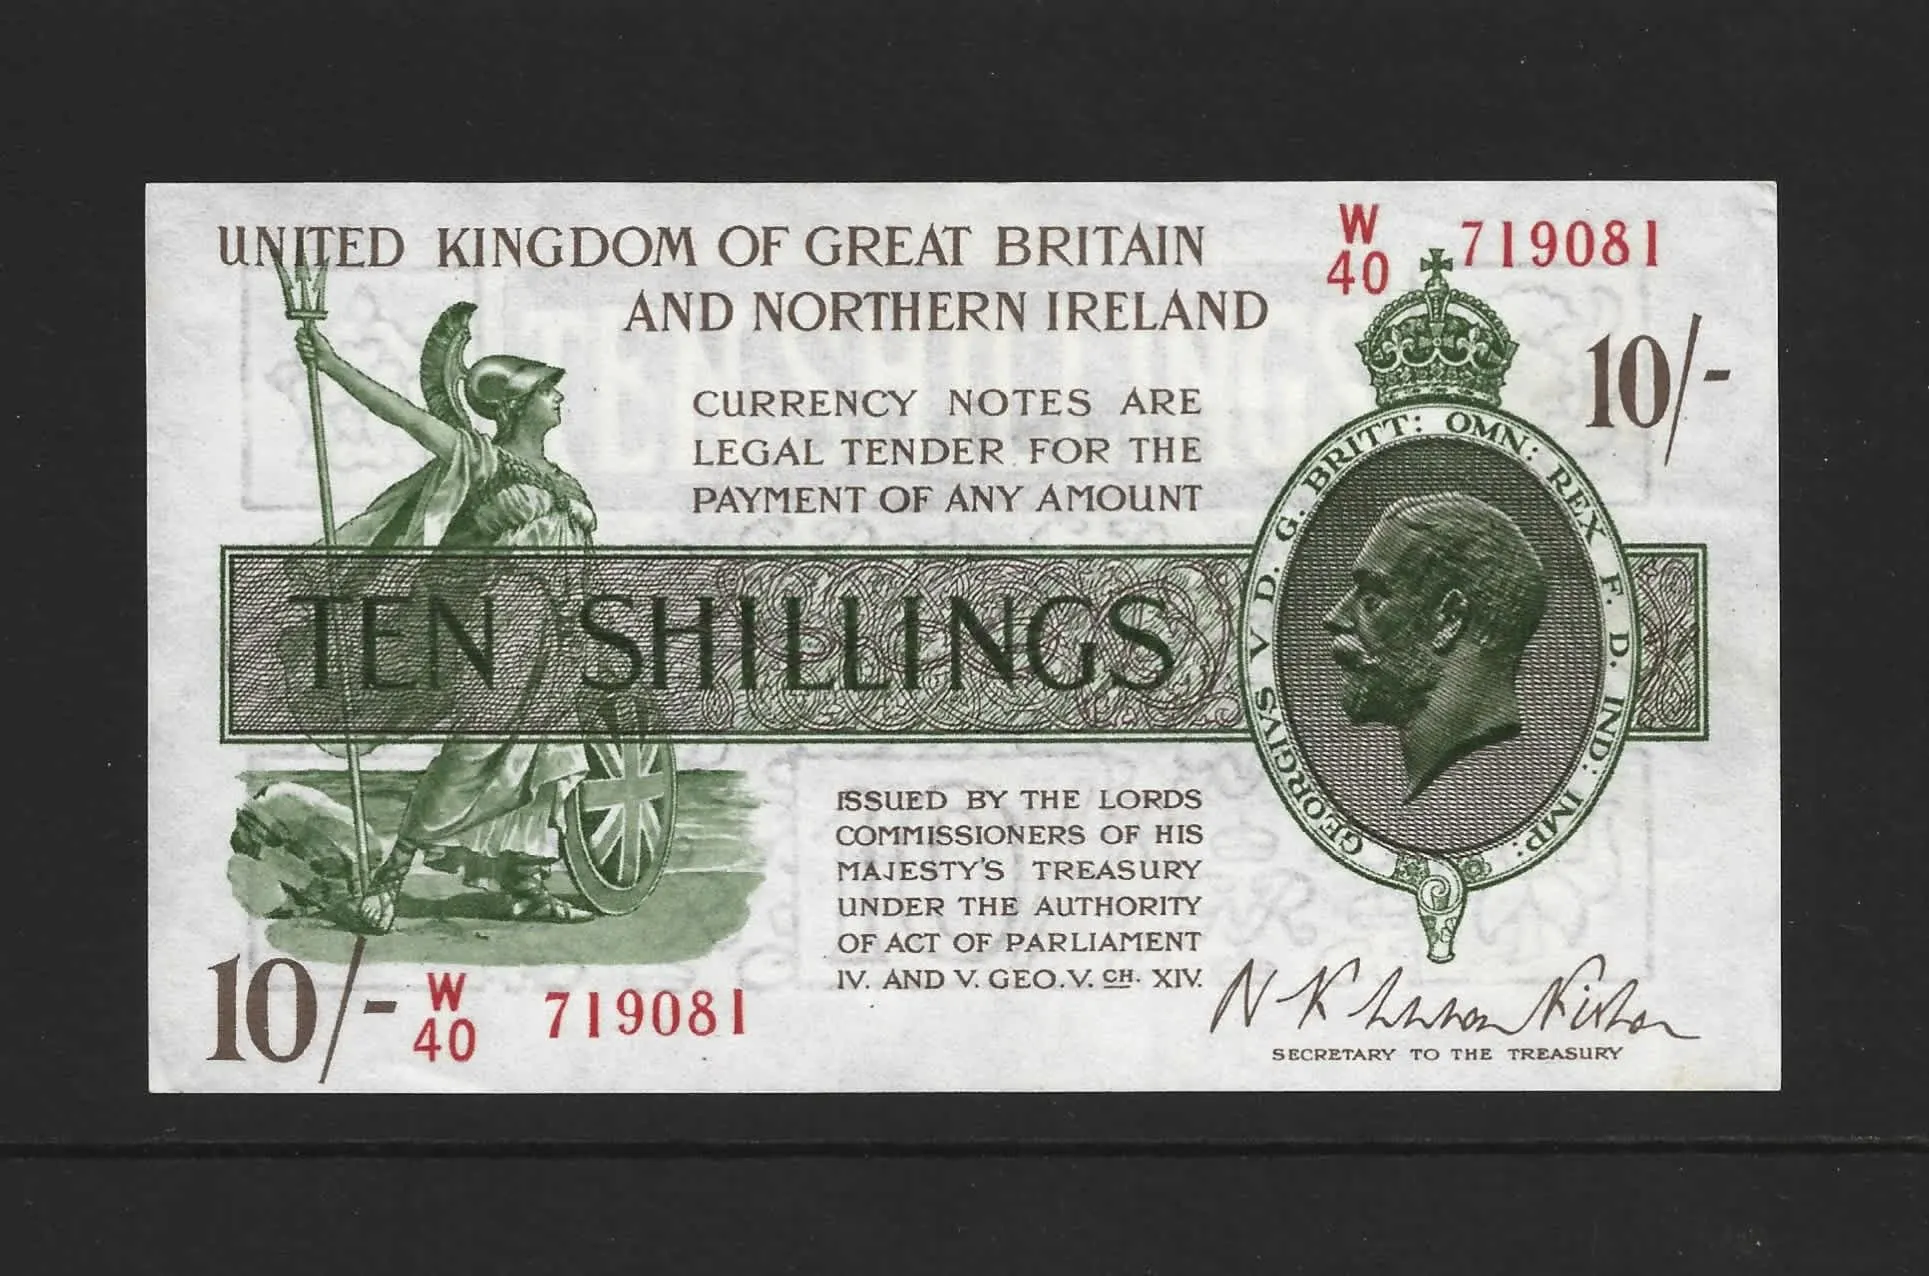 UNITED KINGDOM OF GREAT BRITAIN
AND NORTHERN IRELAND
W
40
719081
10/-
CURRENCY NOTES ARE
LEGAL TENDER FOR THE
PAYMENT OF ANY AMOUNT
TEN SHILLINGS
GEORGIVS V D. G. BRITT: OMN: REX F. D. IND: IMP:
ISSUED BY THE LORDS
COMMISSIONERS OF HIS
MAJESTY'S TREASURY
UNDER THE AUTHORITY
OF ACT OF PARLIAMENT
IV. AND V. GEO.V. CH. XIV.
10/-
W
40
719081
SECRETARY TO THE TREASURY